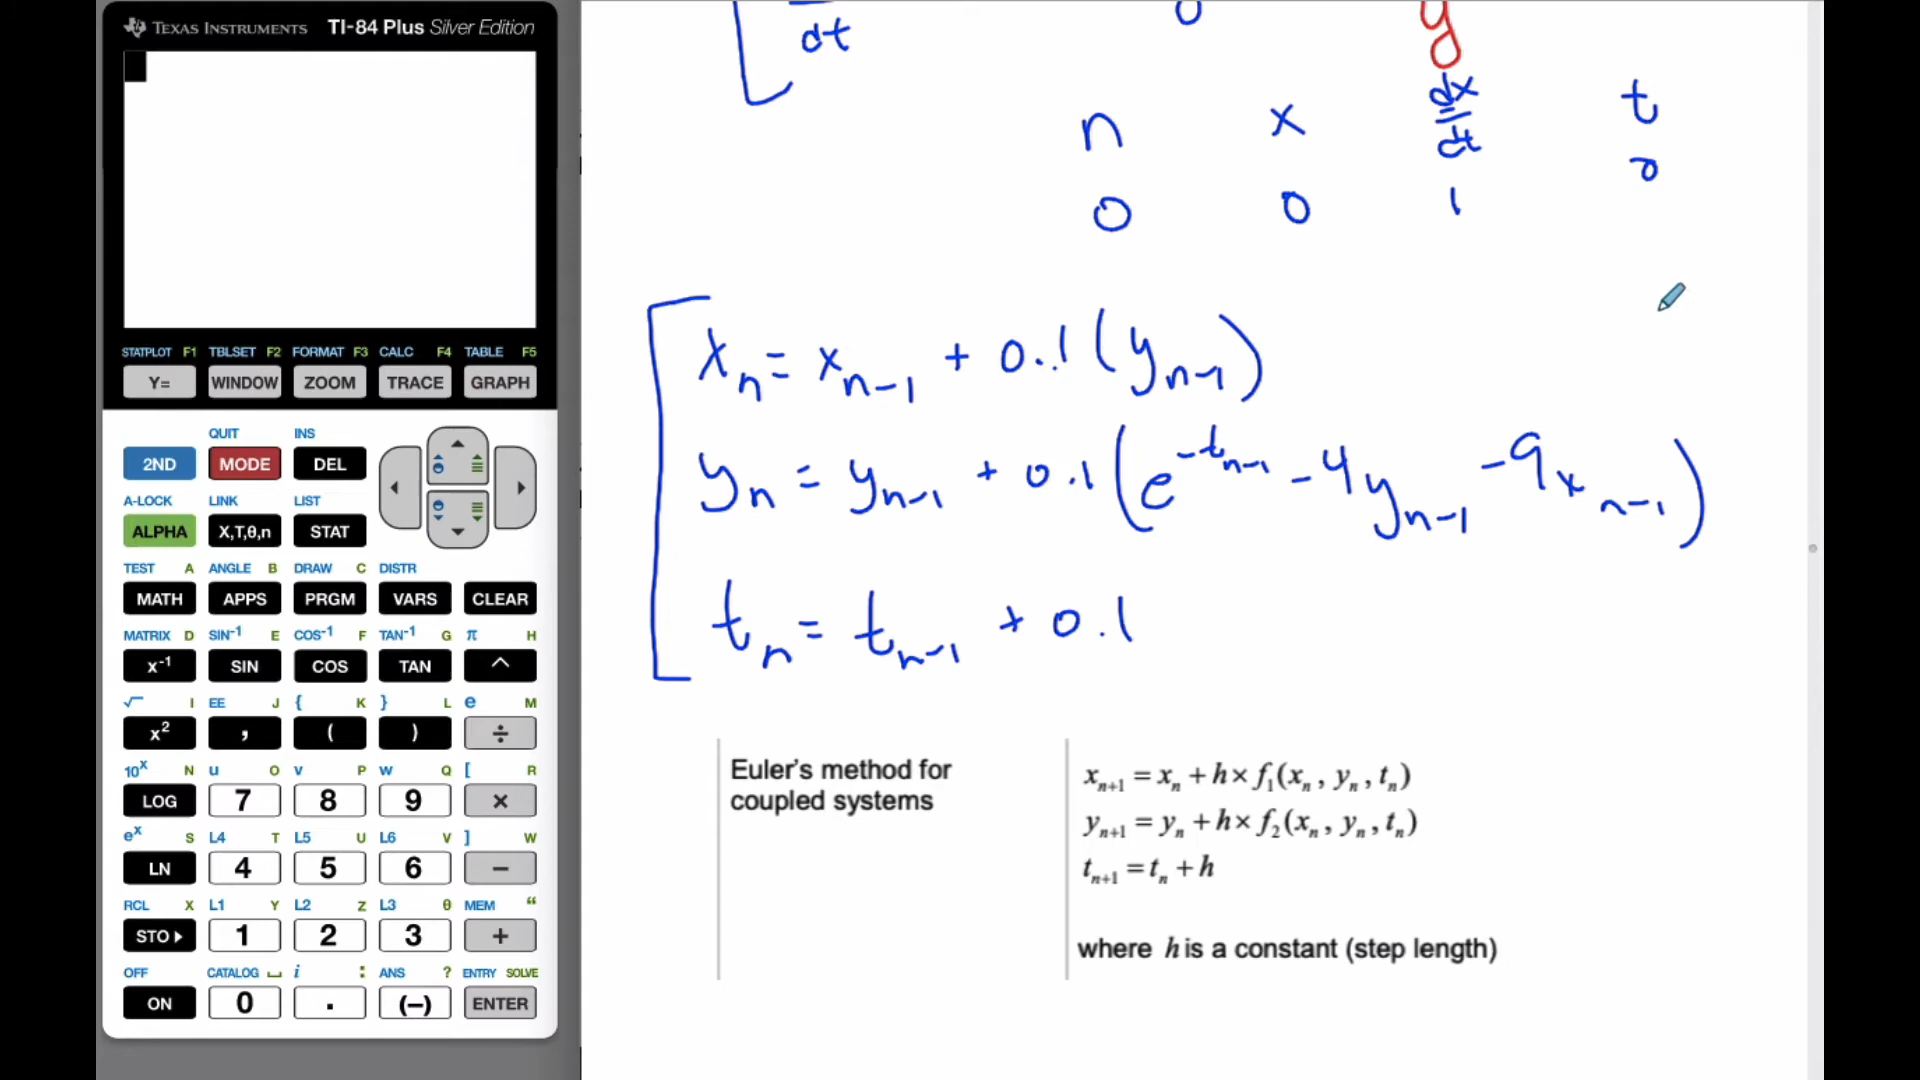 TEXAS INSTRUMENTS TI-84 Plus Silver Edition
STATPLOT F1 TBLSET F2 FORMAT F3 CALC F4 TABLE F5
Y= WINDOW ZOOM TRACE GRAPH
QUIT INS
2ND MODE DEL
A-LOCK LINK LIST
ALPHA X,T,θ,n STAT
TEST A ANGLE B DRAW C DISTR
MATH APPS PRGM VARS CLEAR
MATRIX D SIN⁻¹ E COS⁻¹ F TAN⁻¹ G π H
x⁻¹ SIN COS TAN ^
√ I EE J { K } L e M
x² , ( ) ÷
10ˣ N u O v P w Q [ R
LOG 7 8 9 ×
eˣ S L4 T L5 U L6 V ] W
LN 4 5 6 −
RCL X L1 Y L2 Z L3 θ MEM “
STO▸ 1 2 3 +
OFF CATALOG ⎵ i : ANS ? ENTRY SOLVE
ON 0 . (−) ENTER
dt 0 y
n x dx/dt t
0 0 1 0
xₙ = xₙ₋₁ + 0.1(yₙ₋₁)
yₙ = yₙ₋₁ + 0.1(e^(-tₙ₋₁) - 4yₙ₋₁ - 9xₙ₋₁)
tₙ = tₙ₋₁ + 0.1
Euler's method for
coupled systems
xₙ₊₁ = xₙ + h × f₁(xₙ, yₙ, tₙ)
yₙ₊₁ = yₙ + h × f₂(xₙ, yₙ, tₙ)
tₙ₊₁ = tₙ + h
where h is a constant (step length)